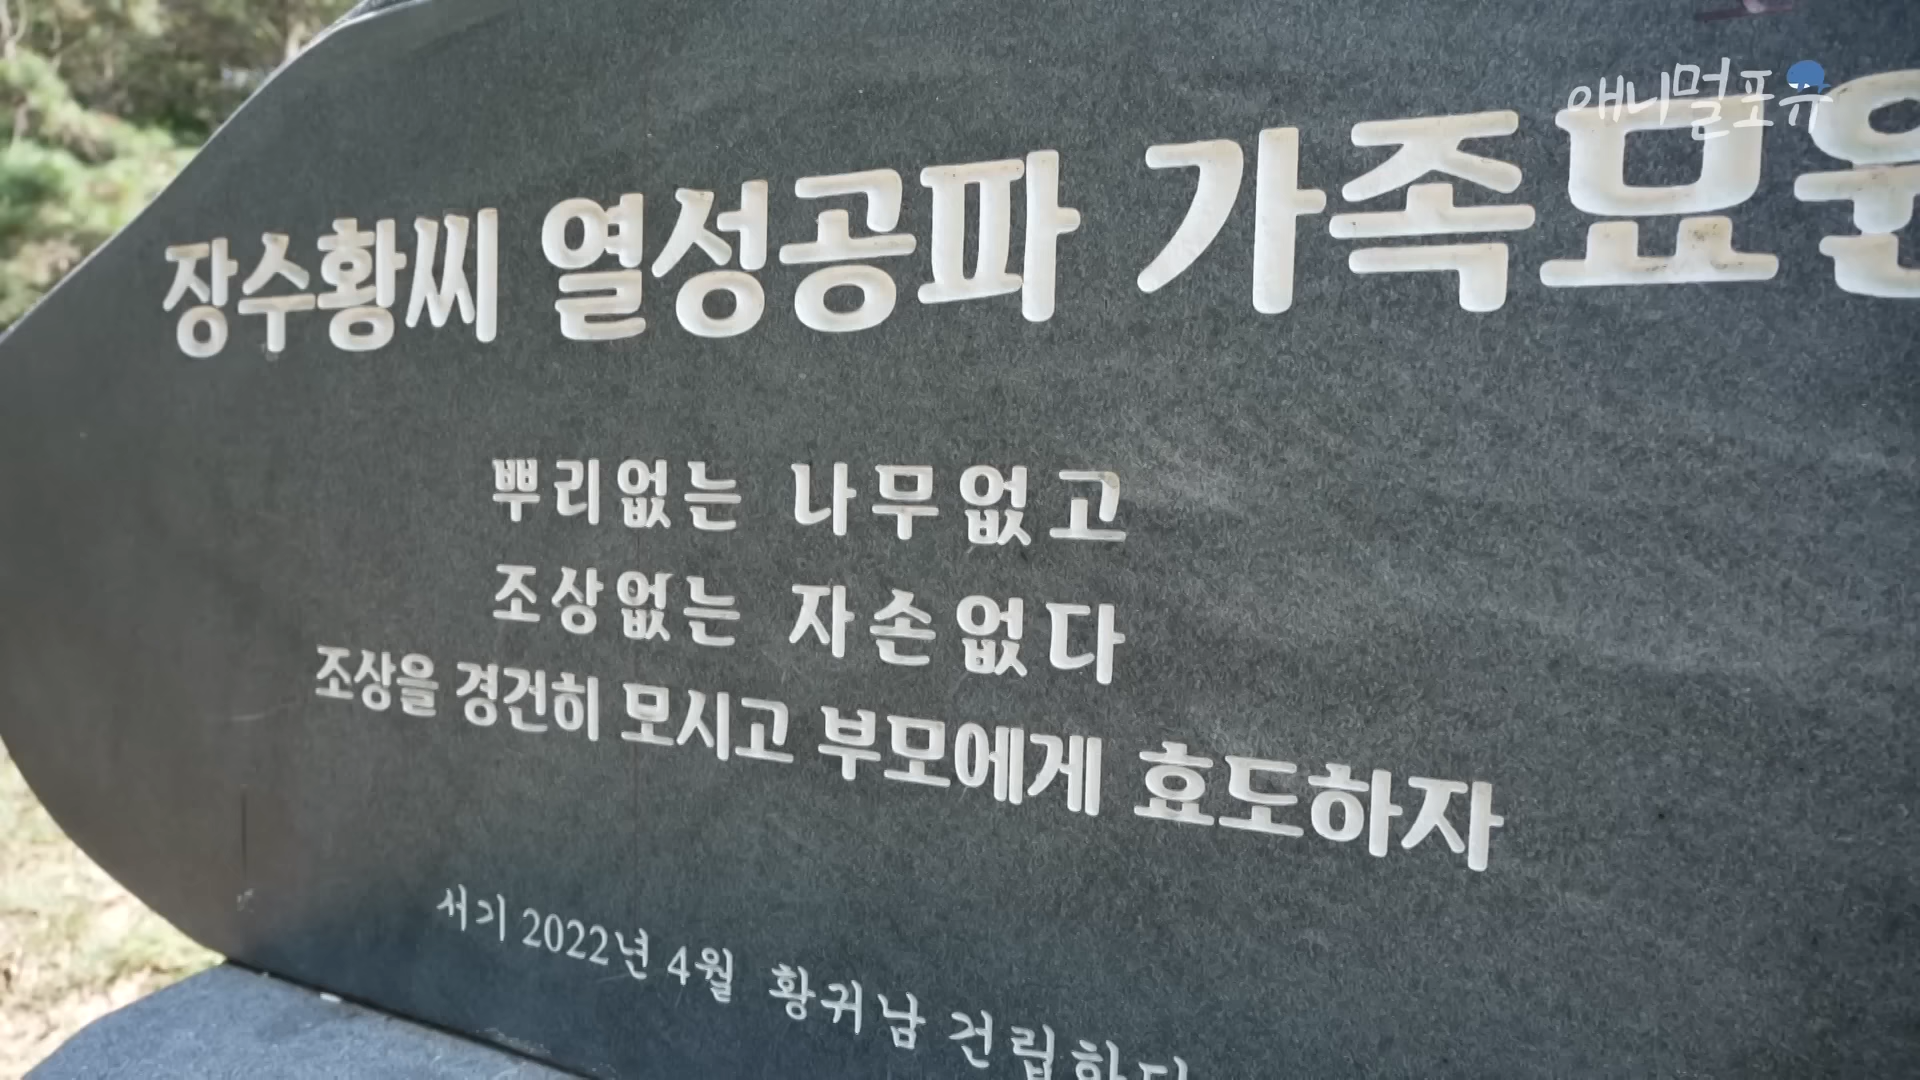 애니멀포유
장수황씨 열성공파 가족묘원
뿌리없는 나무없고
조상없는 자손없다
조상을 경건히 모시고 부모에게 효도하자
서기 2022년 4월 황귀남 건립하다